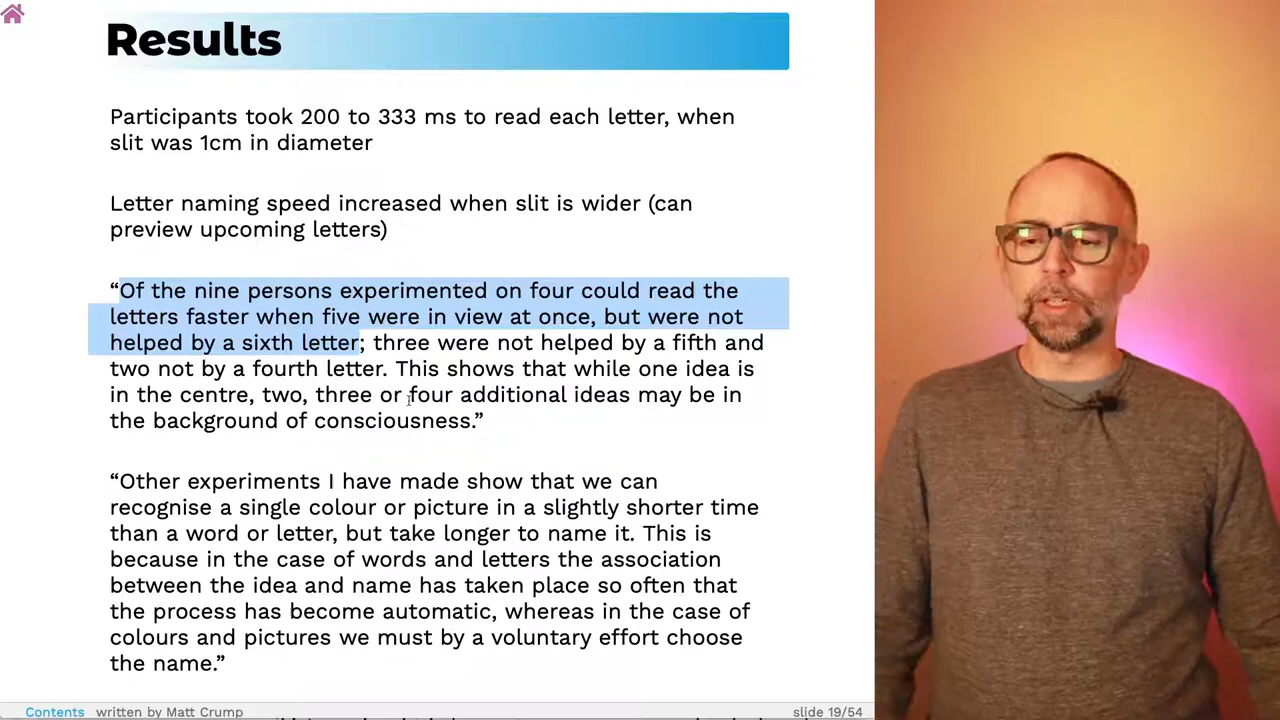 Results
Participants took 200 to 333 ms to read each letter, when
slit was 1cm in diameter
Letter naming speed increased when slit is wider (can
preview upcoming letters)
“Of the nine persons experimented on four could read the
letters faster when five were in view at once, but were not
helped by a sixth letter; three were not helped by a fifth and
two not by a fourth letter. This shows that while one idea is
in the centre, two, three or four additional ideas may be in
the background of consciousness.”
“Other experiments I have made show that we can
recognise a single colour or picture in a slightly shorter time
than a word or letter, but take longer to name it. This is
because in the case of words and letters the association
between the idea and name has taken place so often that
the process has become automatic, whereas in the case of
colours and pictures we must by a voluntary effort choose
the name.”
Contents written by Matt Crump
slide 19/54